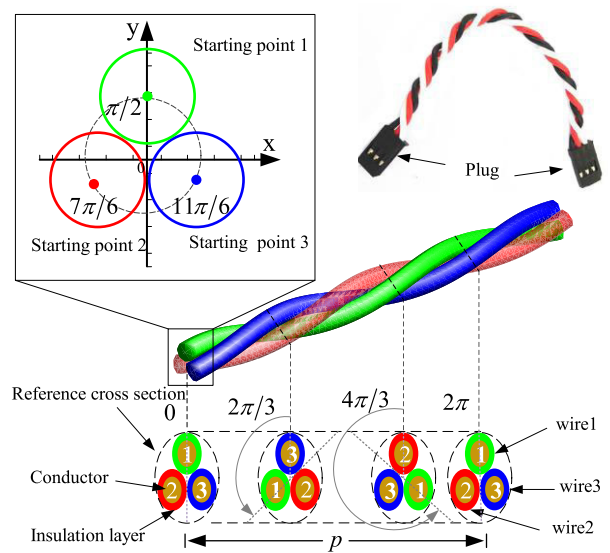 y
Starting point 1
π/2
x
0
7π/6
11π/6
Starting point 2
Starting point 3
Plug
Reference cross section
0
2π/3
4π/3
2π
1
3
2
1
wire1
Conductor
2
3
1
2
3
1
2
3
wire3
Insulation layer
wire2
p